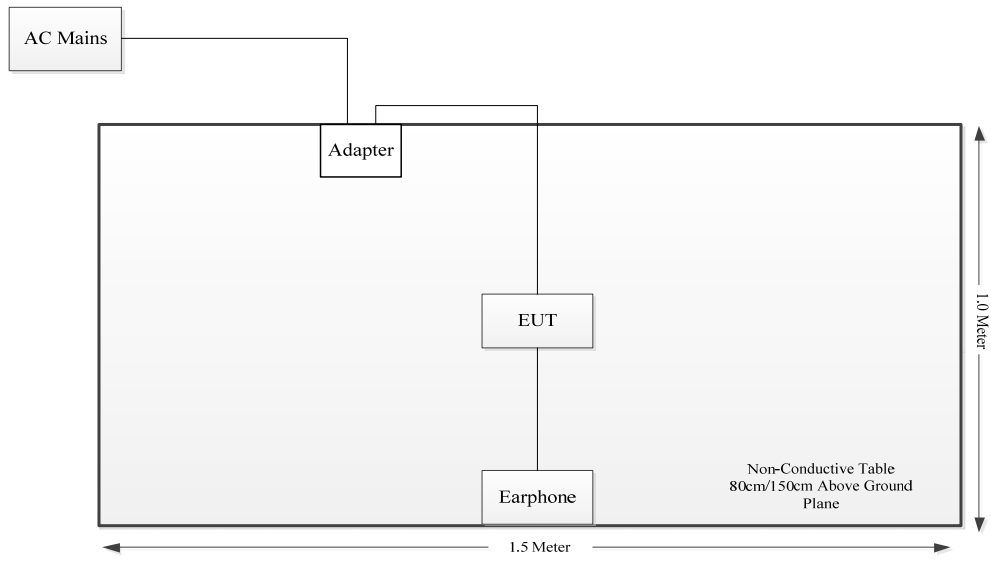 AC Mains
Adapter
EUT
1.0 Meter
Earphone
Non-Conductive Table
80cm/150cm Above Ground
Plane
1.5 Meter